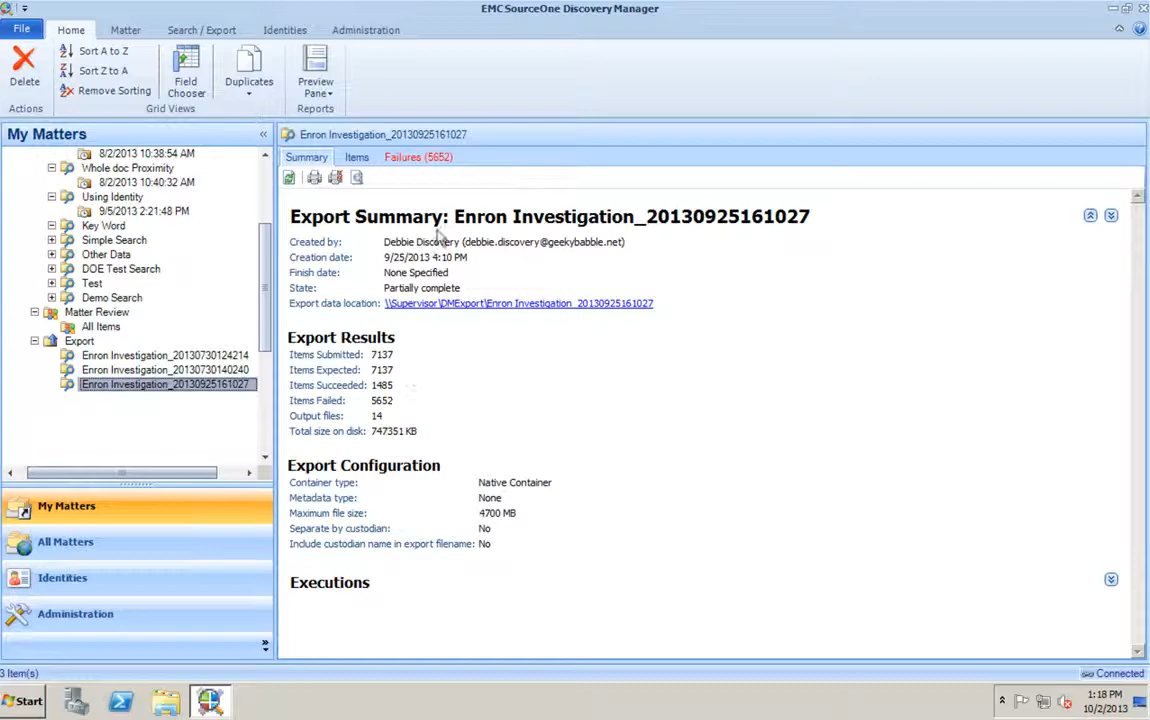 EMC SourceOne Discovery Manager
File
Home
Matter
Search / Export
Identities
Administration
Delete
Sort A to Z
Sort Z to A
Remove Sorting
Field
Chooser
Duplicates
Preview
Pane
Actions
Grid Views
Reports
My Matters
8/2/2013 10:38:54 AM
Whole doc Proximity
8/2/2013 10:40:32 AM
Using Identity
9/5/2013 2:21:48 PM
Key Word
Simple Search
Other Data
DOE Test Search
Test
Demo Search
Matter Review
All Items
Export
Enron Investigation_20130730124214
Enron Investigation_20130730140240
Enron Investigation_20130925161027
My Matters
All Matters
Identities
Administration
Enron Investigation_20130925161027
Summary Items Failures (5652)
Export Summary: Enron Investigation_20130925161027
Created by: Debbie Discovery (debbie.discovery@geekybabble.net)
Creation date: 9/25/2013 4:10 PM
Finish date: None Specified
State: Partially complete
Export data location: \\Supervisor\DMExport\Enron Investigation_20130925161027
Export Results
Items Submitted: 7137
Items Expected: 7137
Items Succeeded: 1485
Items Failed: 5652
Output files: 14
Total size on disk: 747351 KB
Export Configuration
Container type: Native Container
Metadata type: None
Maximum file size: 4700 MB
Separate by custodian: No
Include custodian name in export filename: No
Executions
3 Item(s)
Connected
Start
1:18 PM
10/2/2013